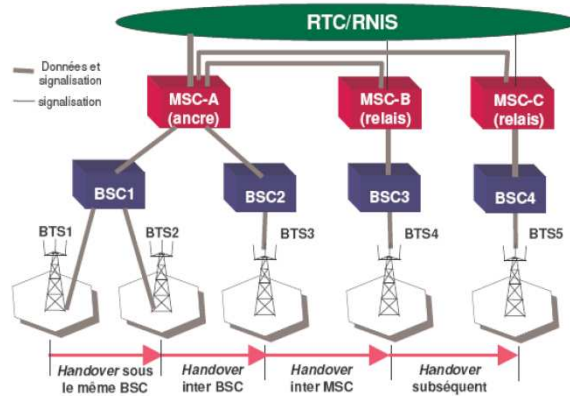 RTC/RNIS
Données et
signalisation
signalisation
MSC-A
(ancre)
MSC-B
(relais)
MSC-C
(relais)
BSC1
BSC2
BSC3
BSC4
BTS1
BTS2
BTS3
BTS4
BTS5
Handover sous
le même BSC
Handover
inter BSC
Handover
inter MSC
Handover
subséquent